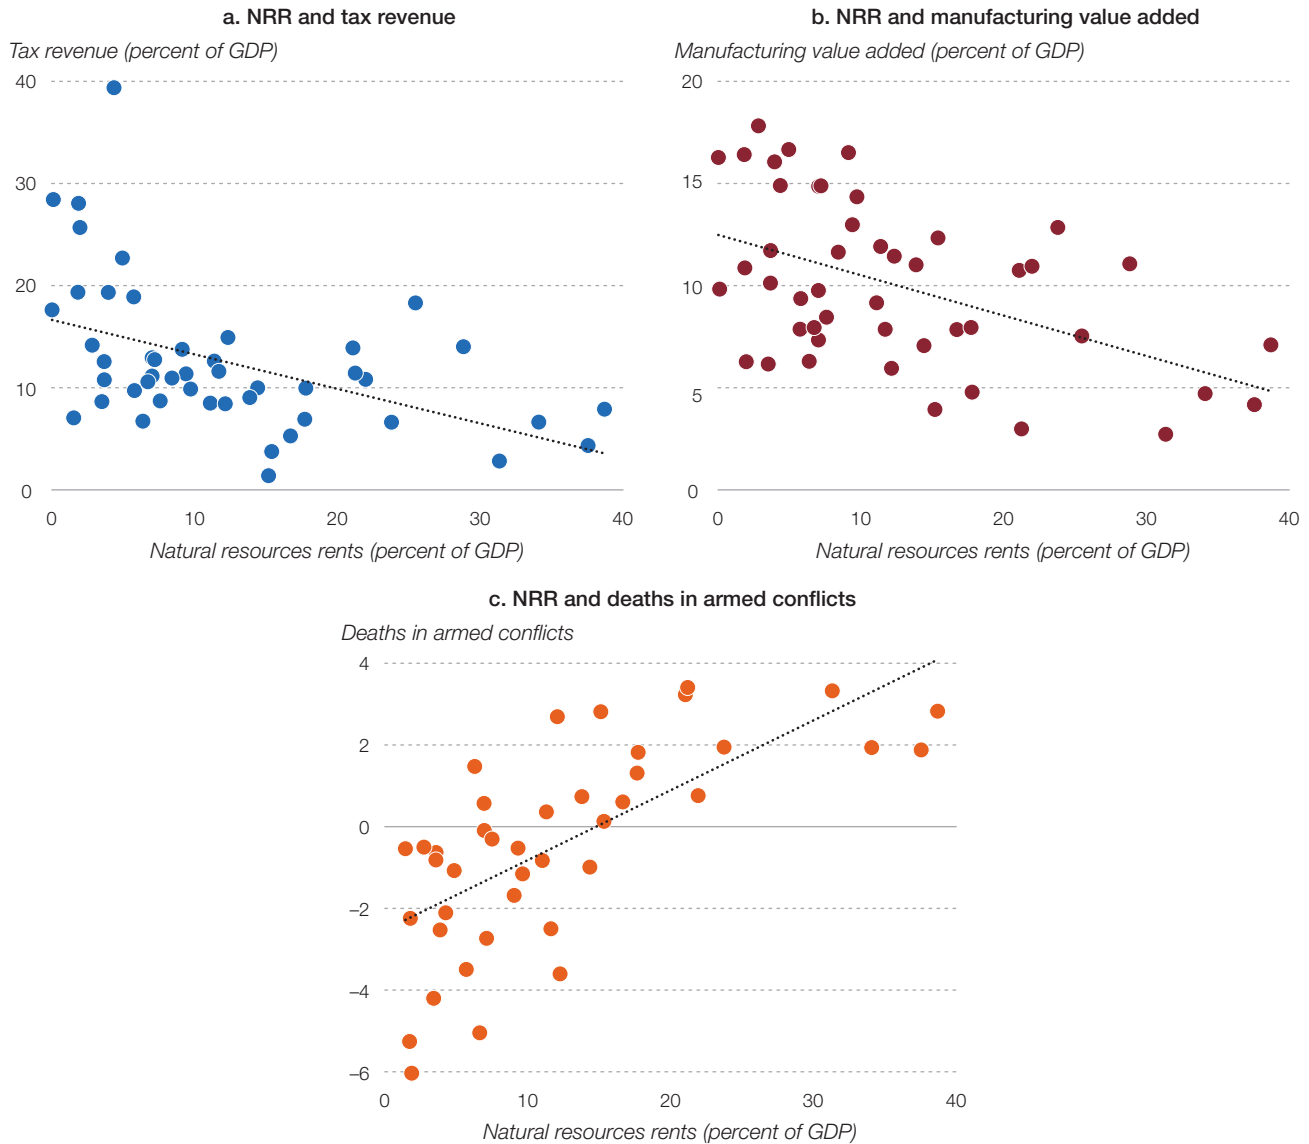 a. NRR and tax revenue
Tax revenue (percent of GDP)
40
30
20
10
0
0 10 20 30 40
Natural resources rents (percent of GDP)
b. NRR and manufacturing value added
Manufacturing value added (percent of GDP)
20
15
10
5
0
0 10 20 30 40
Natural resources rents (percent of GDP)
c. NRR and deaths in armed conflicts
Deaths in armed conflicts
4
2
0
–2
–4
–6
0 10 20 30 40
Natural resources rents (percent of GDP)